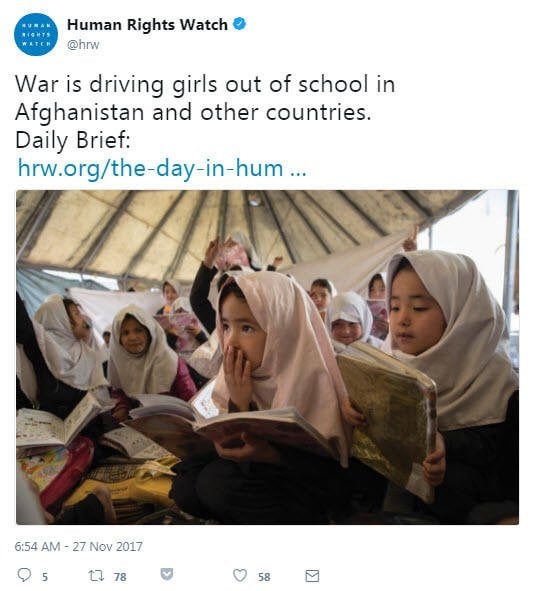 HUMAN
RIGHTS
WATCH
Human Rights Watch
@hrw
War is driving girls out of school in
Afghanistan and other countries.
Daily Brief:
hrw.org/the-day-in-hum ...
6:54 AM - 27 Nov 2017
5 78 58